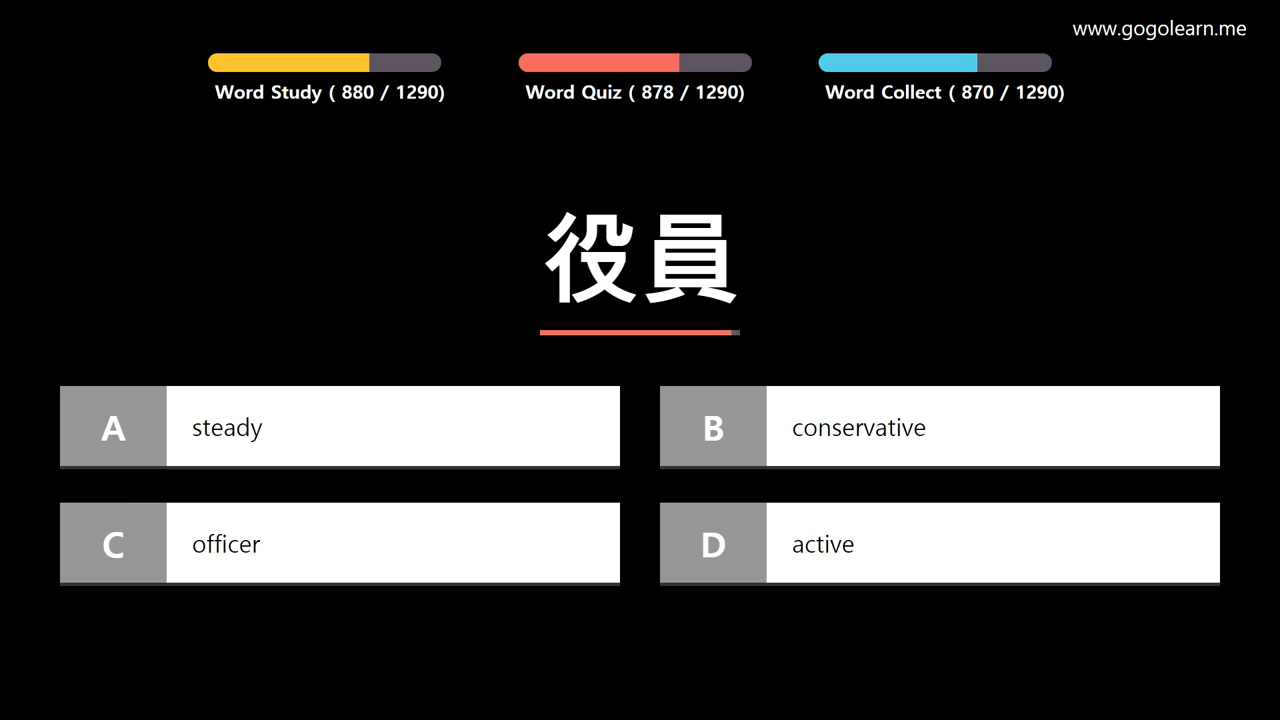 www.gogolearn.me
Word Study ( 880 / 1290)
Word Quiz ( 878 / 1290)
Word Collect ( 870 / 1290)
役員
A steady
B conservative
C officer
D active